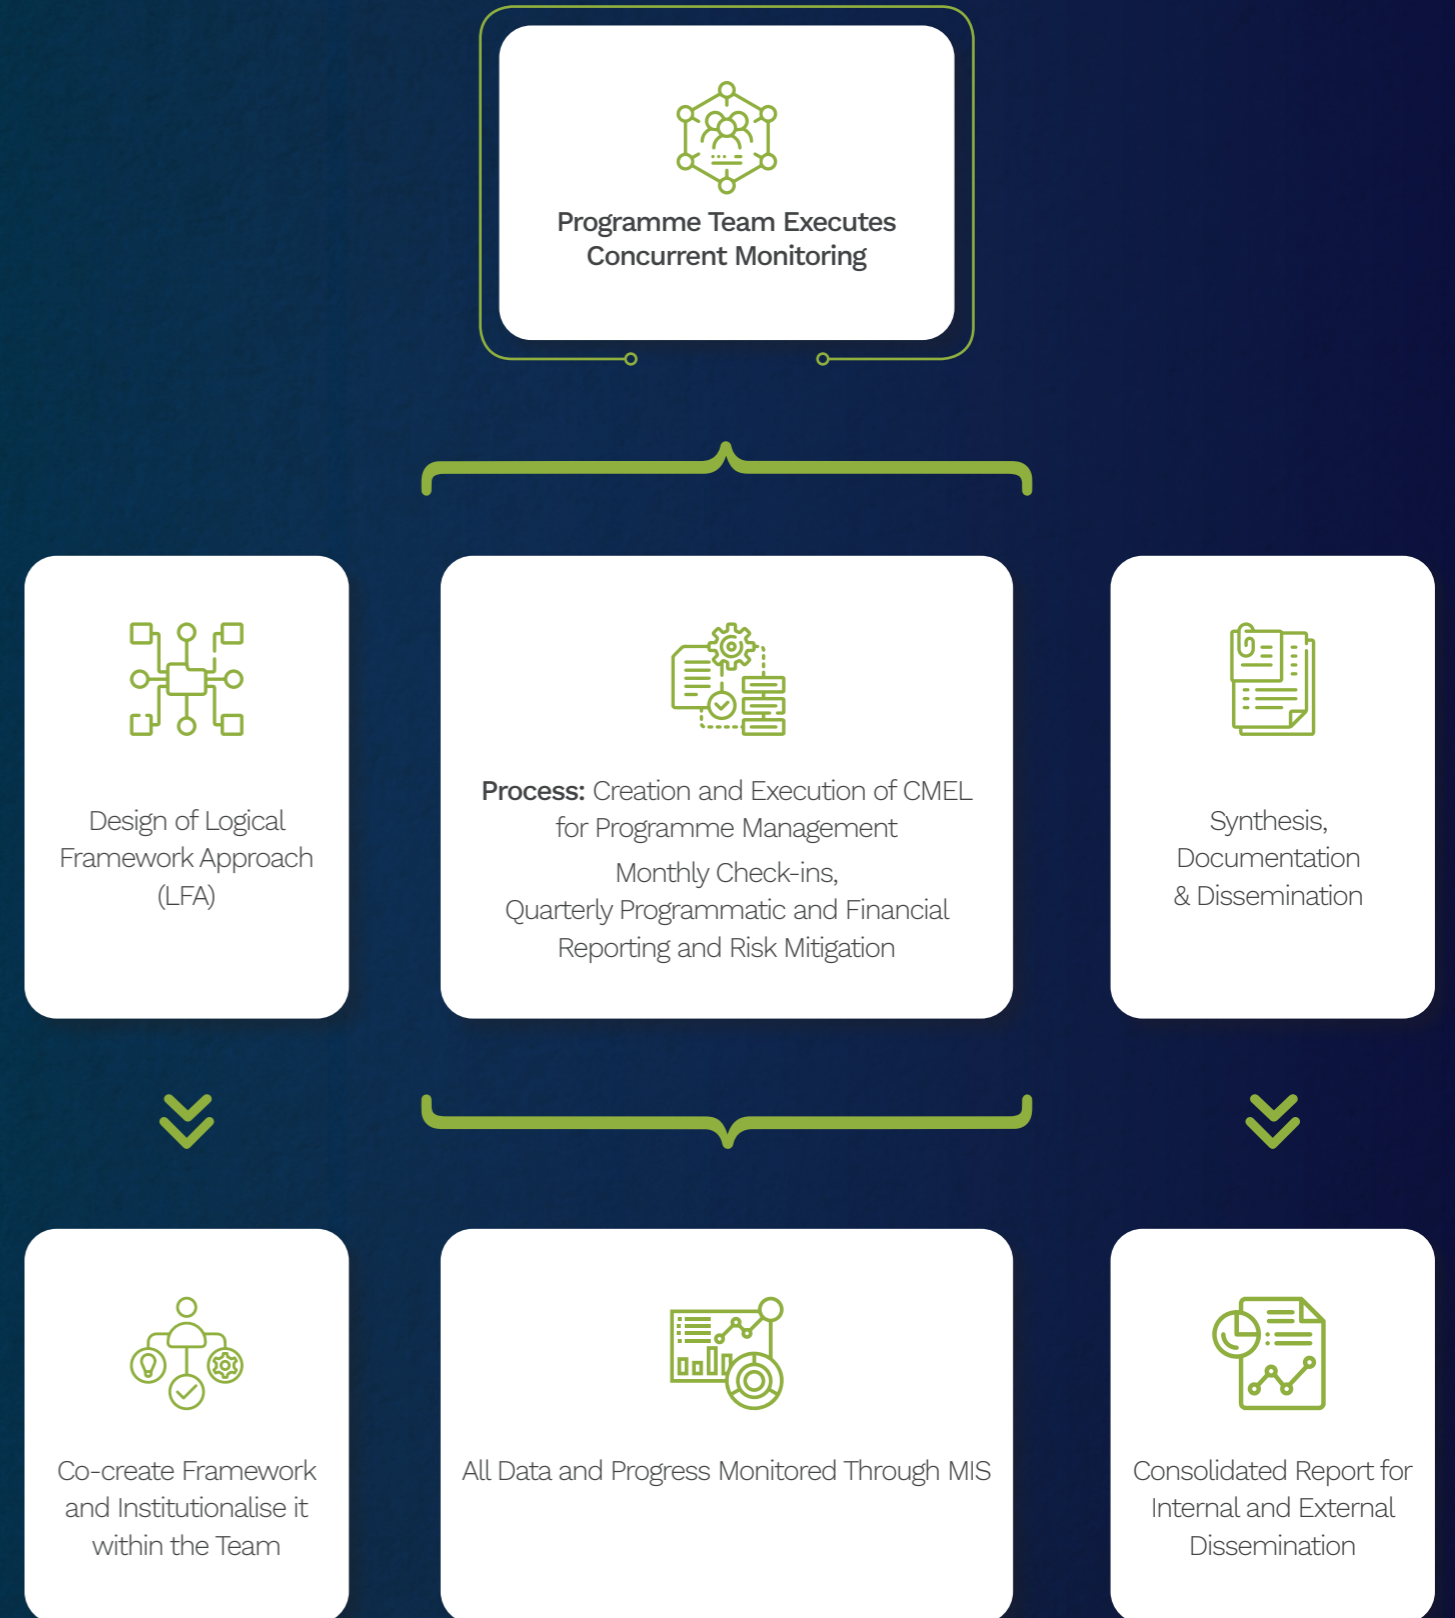 Programme Team Executes
Concurrent Monitoring
Design of Logical
Framework Approach
(LFA)
Process: Creation and Execution of CMEL
for Programme Management
Monthly Check-ins,
Quarterly Programmatic and Financial
Reporting and Risk Mitigation
Synthesis,
Documentation
& Dissemination
Co-create Framework
and Institutionalise it
within the Team
All Data and Progress Monitored Through MIS
Consolidated Report for
Internal and External
Dissemination